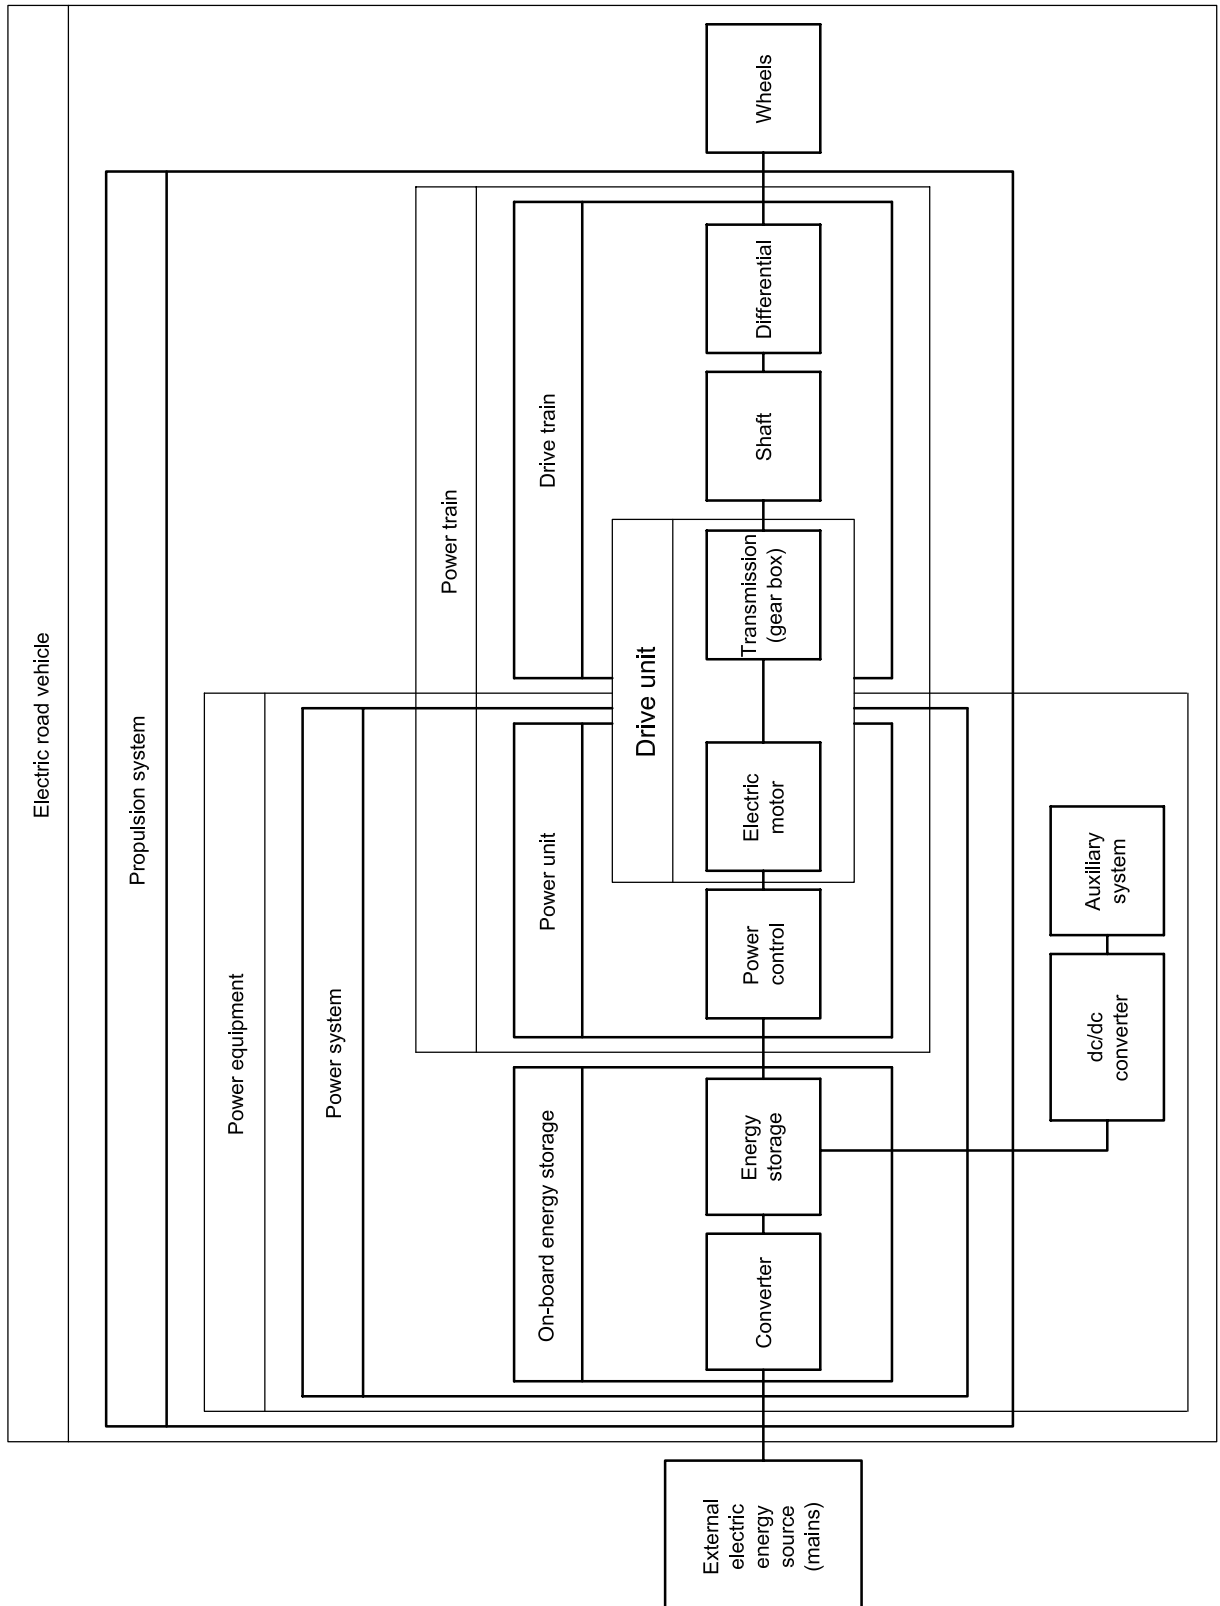 Electric road vehicle
Propulsion system
Power equipment
Power system
Power train
On-board energy storage
Power unit
Drive train
Drive unit
External
electric
energy
source
(mains)
Converter
Energy
storage
Power
control
Electric
motor
Transmission
(gear box)
Shaft
Differential
Wheels
dc/dc
converter
Auxiliary
system